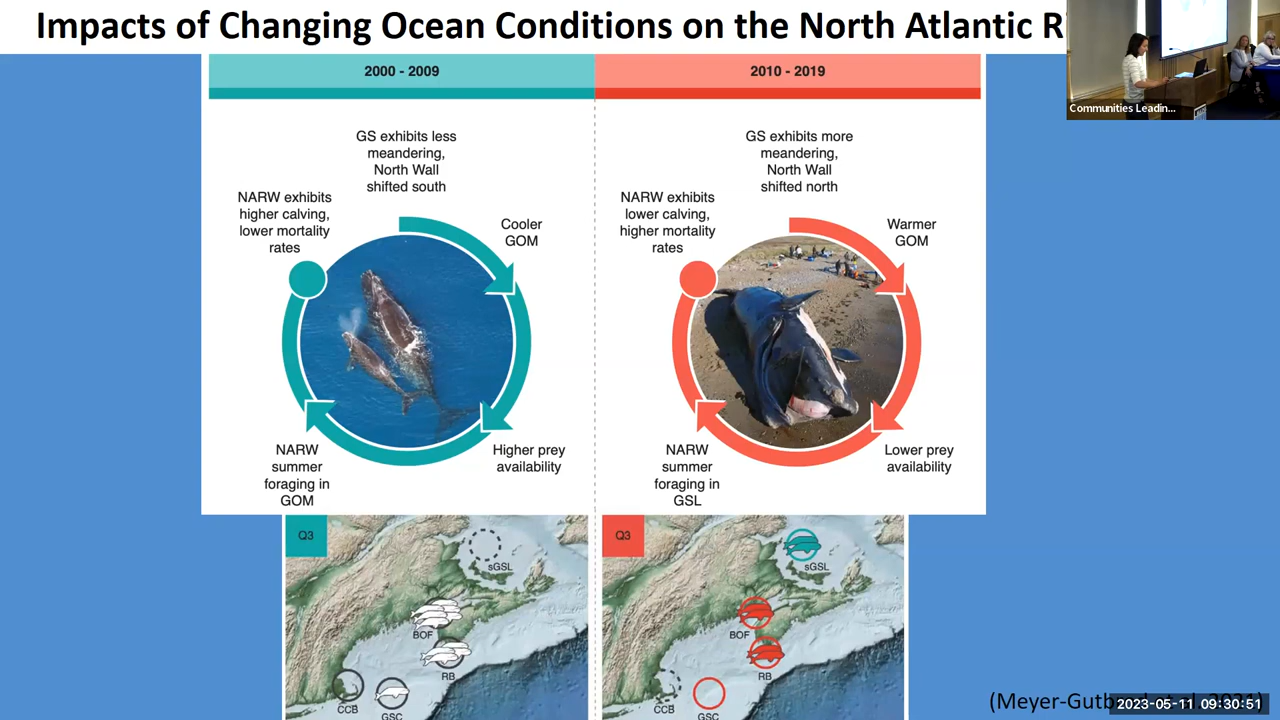 Impacts of Changing Ocean Conditions on the North Atlantic
Communities Leadin...
2000 - 2009
2010 - 2019
GS exhibits less
meandering,
North Wall
shifted south
NARW exhibits
higher calving,
lower mortality
rates
Cooler
GOM
NARW
summer
foraging in
GOM
Higher prey
availability
GS exhibits more
meandering,
North Wall
shifted north
NARW exhibits
lower calving,
higher mortality
rates
Warmer
GOM
NARW
summer
foraging in
GSL
Lower prey
availability
Q3
sGSL
BOF
RB
CCB
GSC
Q3
sGSL
BOF
RB
CCB
GSC
2023-05-11 09:30:51